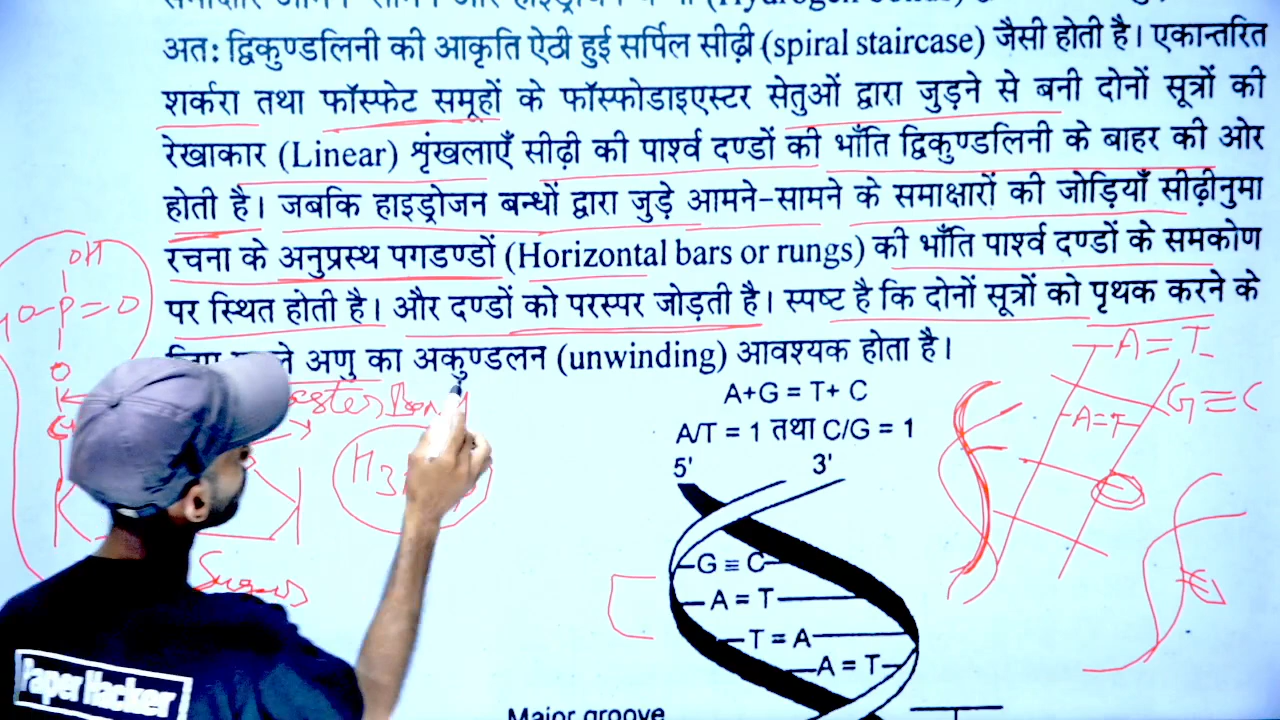 अतः द्विकुण्डलिनी की आकृति ऐठी हुई सर्पिल सीढ़ी (spiral staircase) जैसी होती है। एकान्तरित
शर्करा तथा फॉस्फेट समूहों के फॉस्फोडाइएस्टर सेतुओं द्वारा जुड़ने से बनी दोनों सूत्रों की
रेखाकार (Linear) शृंखलाएँ सीढ़ी की पार्श्व दण्डों की भाँति द्विकुण्डलिनी के बाहर की ओर
होती है। जबकि हाइड्रोजन बन्धों द्वारा जुड़े आमने-सामने के समाक्षारों की जोड़ियाँ सीढ़ीनुमा
रचना के अनुप्रस्थ पगडण्डों (Horizontal bars or rungs) की भाँति पार्श्व दण्डों के समकोण
पर स्थित होती है। और दण्डों को परस्पर जोड़ती है। स्पष्ट है कि दोनों सूत्रों को पृथक करने के
अणु का अकुण्डलन (unwinding) आवश्यक होता है।
A+G = T+ C
A/T = 1 तथा C/G = 1
5' 3'
G ≡ C
A = T
T = A
A = T
Major groove
OH
O-P=O
O
A=T
G≡C
A=T
Paper Hacker